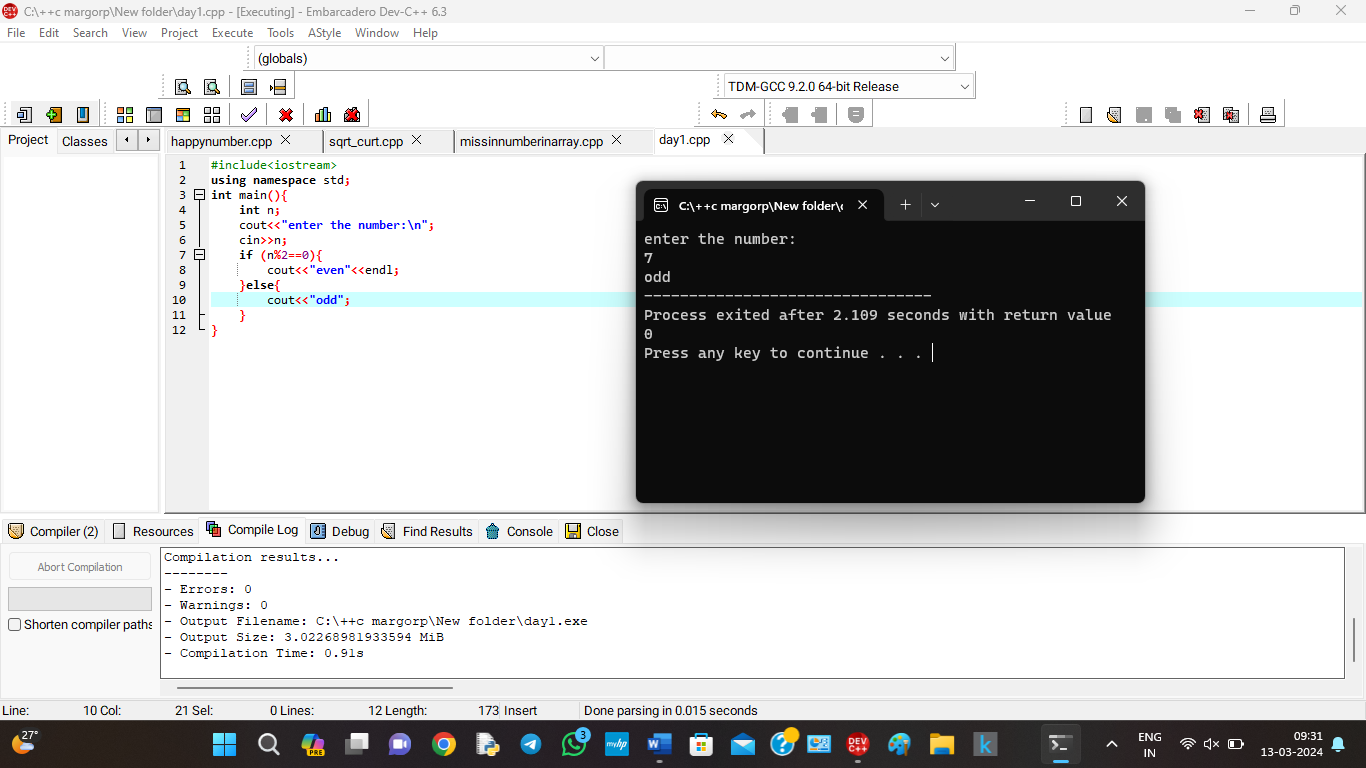 C:\++c margorp\New folder\day1.cpp - [Executing] - Embarcadero Dev-C++ 6.3
File Edit Search View Project Execute Tools AStyle Window Help
(globals)
TDM-GCC 9.2.0 64-bit Release
Project Classes
happynumber.cpp sqrt_curt.cpp missinnumberinarray.cpp day1.cpp
1 #include<iostream>
2 using namespace std;
3 int main(){
4 int n;
5 cout<<"enter the number:\n";
6 cin>>n;
7 if (n%2==0){
8 cout<<"even"<<endl;
9 }else{
10 cout<<"odd";
11 }
12 }
C:\++c margorp\New folder\
enter the number:
7
odd
--------------------------------
Process exited after 2.109 seconds with return value
0
Press any key to continue . . .
Compiler (2) Resources Compile Log Debug Find Results Console Close
Abort Compilation
Shorten compiler paths
Compilation results...
--------
- Errors: 0
- Warnings: 0
- Output Filename: C:\++c margorp\New folder\day1.exe
- Output Size: 3.02268981933594 MiB
- Compilation Time: 0.91s
Line: 10 Col: 21 Sel: 0 Lines: 12 Length: 173 Insert Done parsing in 0.015 seconds
27°
PRE
3
myhp
DEV C++
k
ENG
IN
09:31
13-03-2024